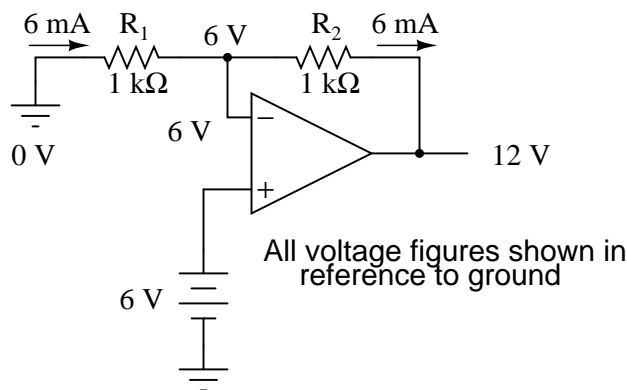 6 mA R1 6 V R2 6 mA
1 kΩ 1 kΩ
6 V −
0 V 12 V
+
All voltage figures shown in
reference to ground
6 V